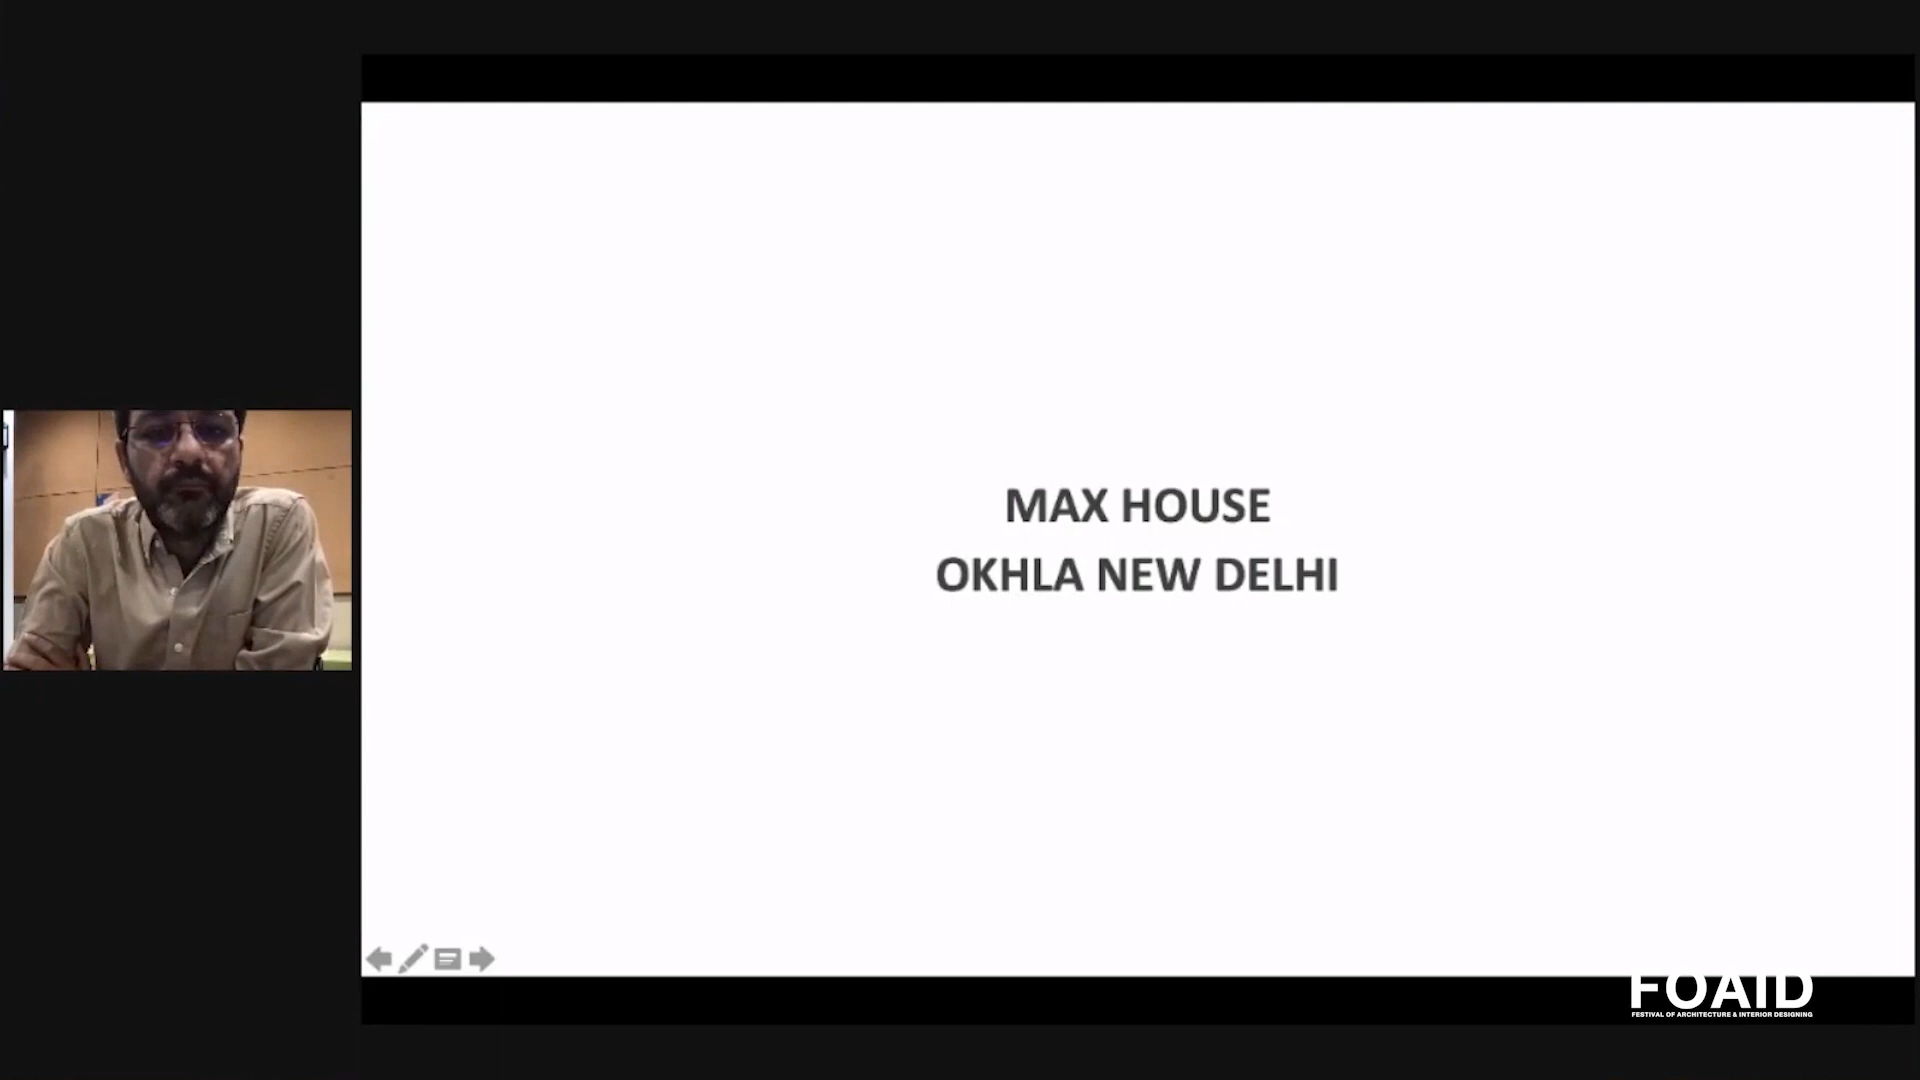 MAX HOUSE
OKHLA NEW DELHI
FOAID
FESTIVAL OF ARCHITECTURE & INTERIOR DESIGNING